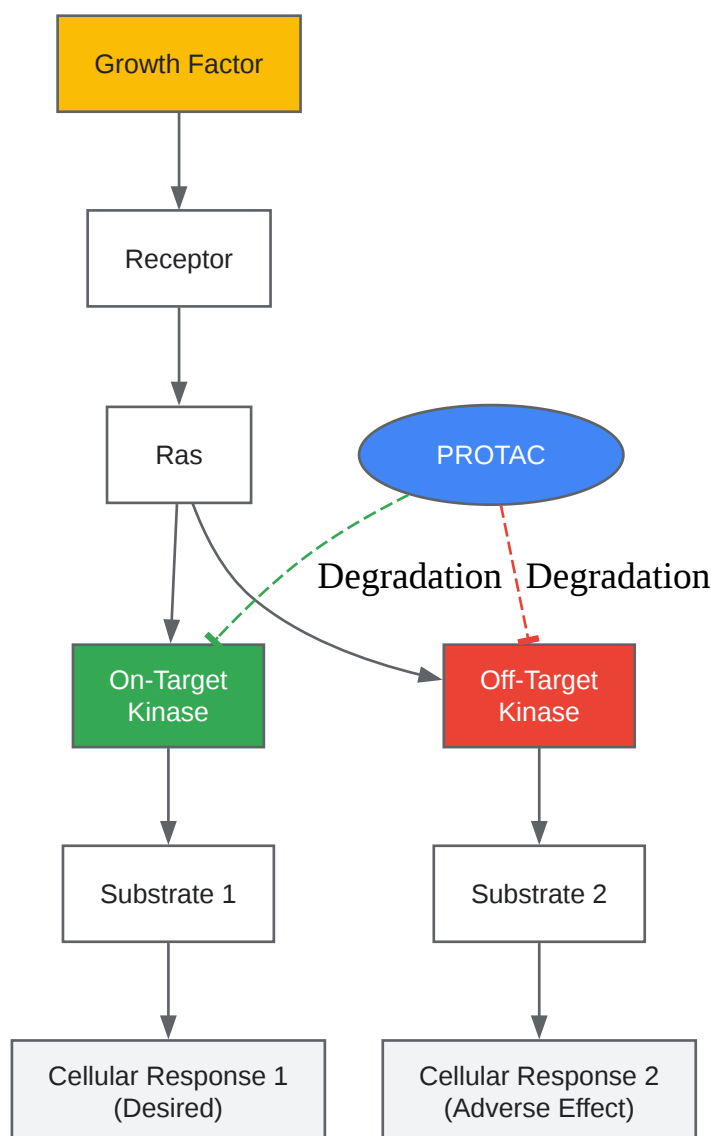 Growth Factor
Receptor
Ras
PROTAC
Degradation
Degradation
On-Target
Kinase
Off-Target
Kinase
Substrate 1
Substrate 2
Cellular Response 1
(Desired)
Cellular Response 2
(Adverse Effect)